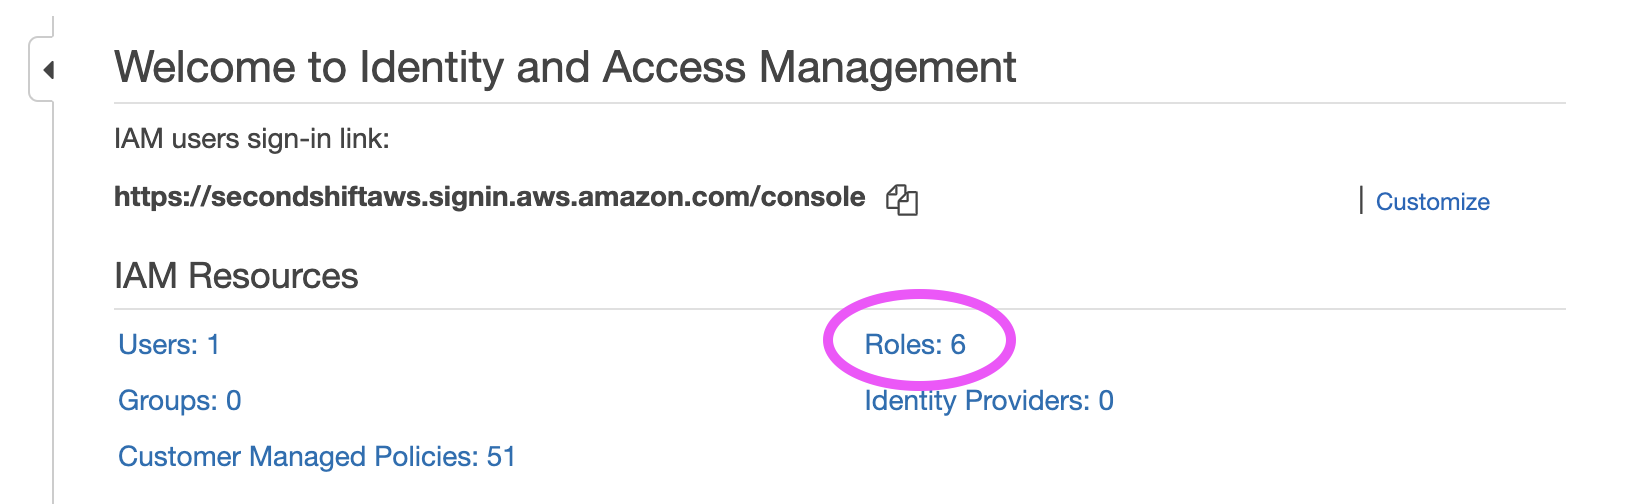 Welcome to Identity and Access Management
IAM users sign-in link:
https://secondshiftaws.signin.aws.amazon.com/console
Customize
IAM Resources
Users: 1
Roles: 6
Groups: 0
Identity Providers: 0
Customer Managed Policies: 51